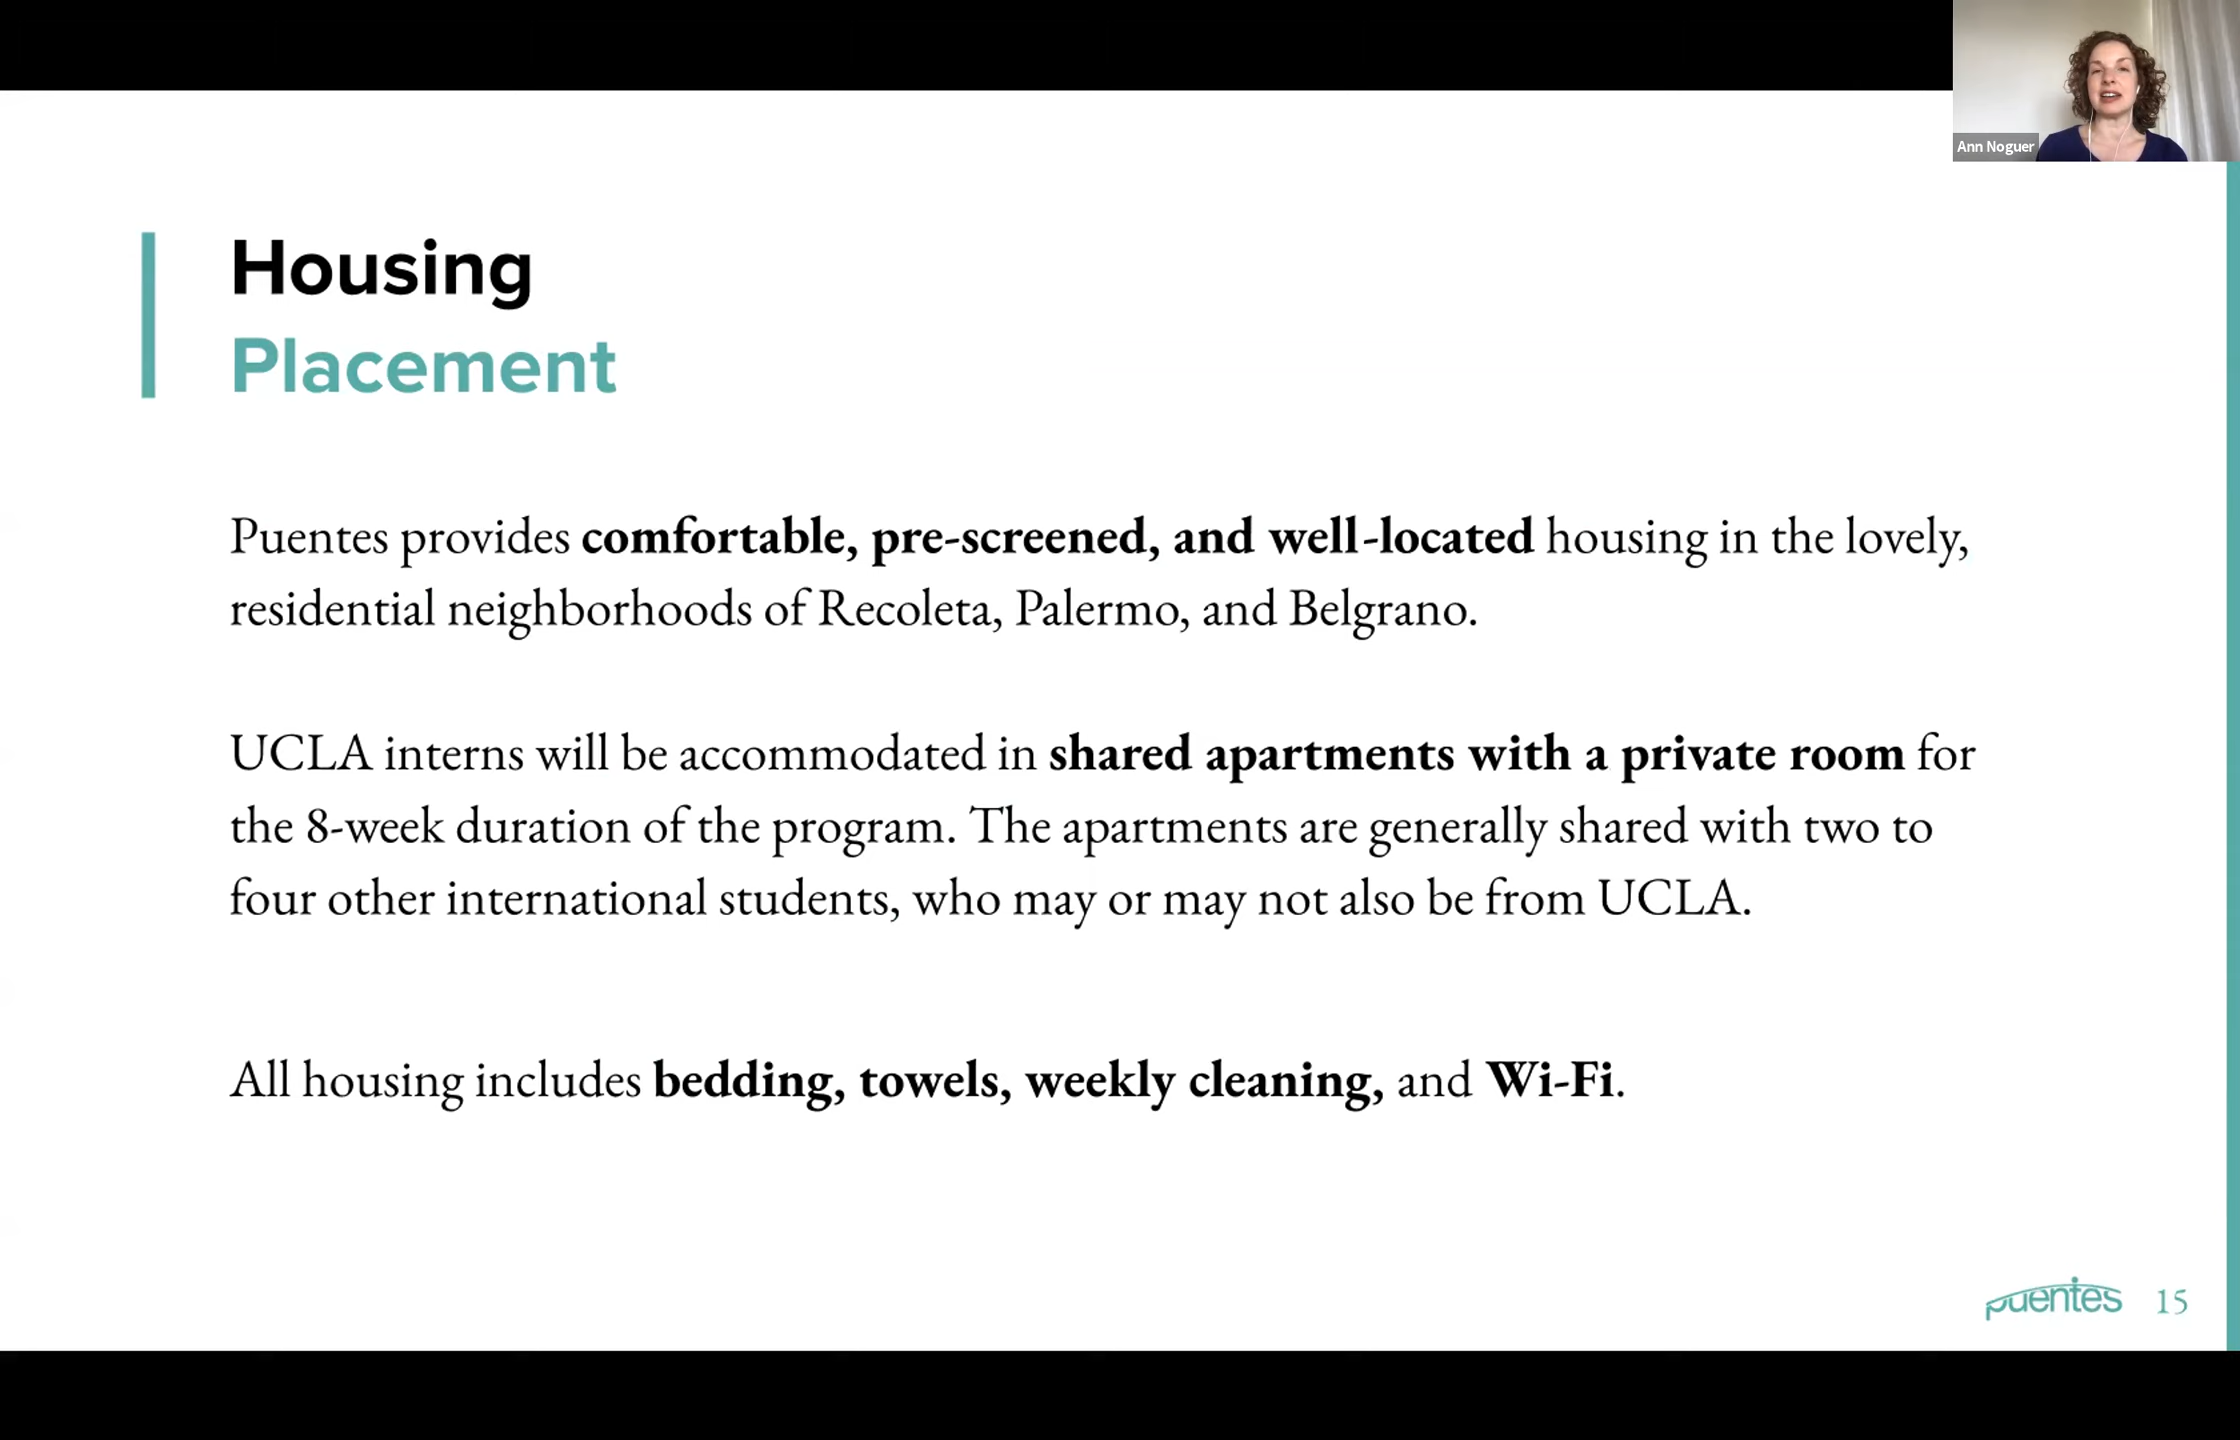 Ann Noguer
Housing
Placement
Puentes provides comfortable, pre-screened, and well-located housing in the lovely,
residential neighborhoods of Recoleta, Palermo, and Belgrano.
UCLA interns will be accommodated in shared apartments with a private room for
the 8-week duration of the program. The apartments are generally shared with two to
four other international students, who may or may not also be from UCLA.
All housing includes bedding, towels, weekly cleaning, and Wi-Fi.
puentes 15